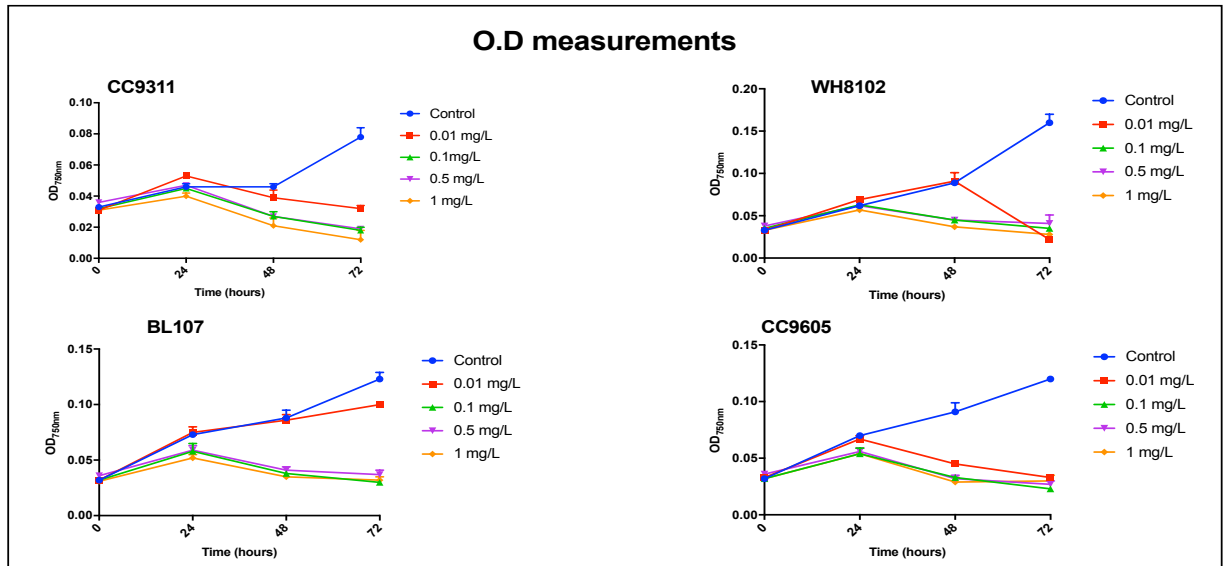 O.D measurements
CC9311
0.10
0.08
0.06
0.04
0.02
0.00
OD750nm
0
24
48
72
Time (hours)
Control
0.01 mg/L
0.1mg/L
0.5 mg/L
1 mg/L
WH8102
0.20
0.15
0.10
0.05
0.00
OD750nm
0
24
48
72
Time (hours)
Control
0.01 mg/L
0.1 mg/L
0.5 mg/L
1 mg/L
BL107
0.15
0.10
0.05
0.00
OD750nm
0
24
48
72
Time (hours)
Control
0.01 mg/L
0.1 mg/L
0.5 mg/L
1 mg/L
CC9605
0.15
0.10
0.05
0.00
OD750nm
0
24
48
72
Time (hours)
Control
0.01 mg/L
0.1 mg/L
0.5 mg/L
1 mg/L